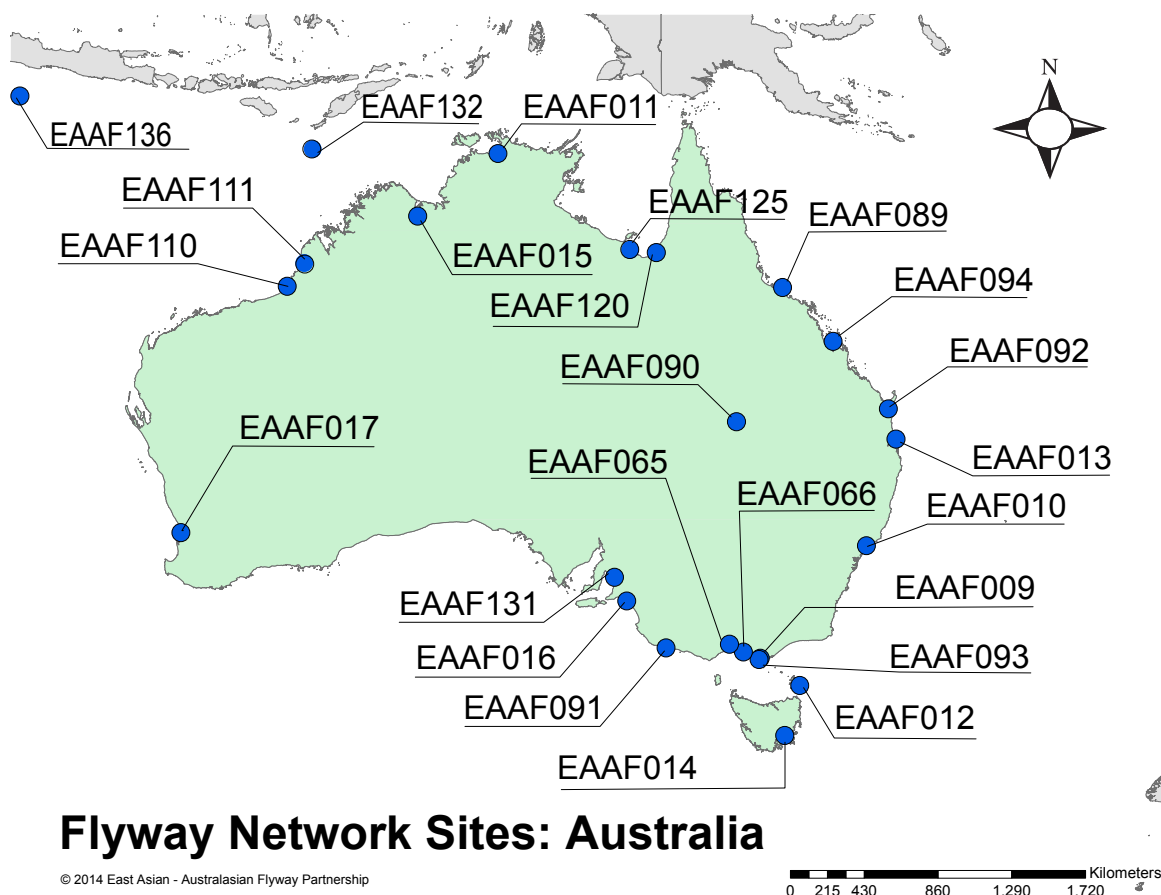 N
EAAF132
EAAF011
EAAF136
EAAF111
EAAF125
EAAF089
EAAF110
EAAF015
EAAF094
EAAF120
EAAF092
EAAF090
EAAF017
EAAF065
EAAF013
EAAF066
EAAF010
EAAF009
EAAF131
EAAF016
EAAF093
EAAF091
EAAF012
EAAF014
Flyway Network Sites: Australia
© 2014 East Asian - Australasian Flyway Partnership
Kilometers
0 215 430 860 1.290 1.720